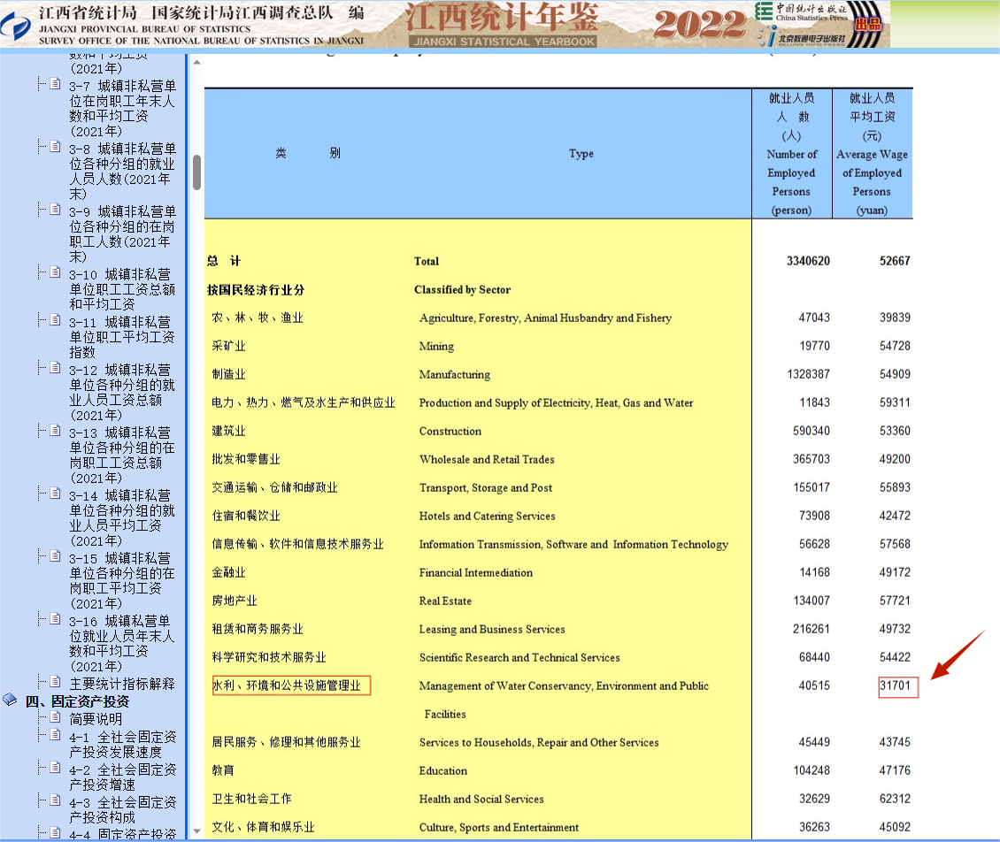 江西省统计局 国家统计局江西调查总队 编
JIANGXI PROVINCIAL BUREAU OF STATISTICS
SURVEY OFFICE OF THE NATIONAL BUREAU OF STATISTICS IN JIANGXI
江西统计年鉴
JIANGXI STATISTICAL YEARBOOK
2022
中国统计出版社
China Statistics Press
北京数通电子出版社
BEIJING INFO PRESS
出品
数和平均工资
(2021年)
3-7 城镇非私营单
位在岗职工年末人
数和平均工资
(2021年)
3-8 城镇非私营单
位各种分组的就业
人员人数(2021年
末)
3-9 城镇非私营单
位各种分组的在岗
职工人数(2021年
末)
3-10 城镇非私营
单位职工工资总额
和平均工资
3-11 城镇非私营
单位职工平均工资
指数
3-12 城镇非私营
单位各种分组的就
业人员工资总额
(2021年)
3-13 城镇非私营
单位各种分组的在
岗职工工资总额
(2021年)
3-14 城镇非私营
单位各种分组的就
业人员平均工资
(2021年)
3-15 城镇非私营
单位各种分组的在
岗职工平均工资
(2021年)
3-16 城镇私营单
位就业人员年末人
数和平均工资
(2021年)
主要统计指标解释
四、固定资产投资
简要说明
4-1 全社会固定资
产投资发展速度
4-2 全社会固定资
产投资增速
4-3 全社会固定资
产投资构成
4-4 固定资产投资
类 别 Type
就业人员
人 数
(人)
Number of
Employed
Persons
(person)
就业人员
平均工资
(元)
Average Wage
of Employed
Persons
(yuan)
总 计 Total 3340620 52667
按国民经济行业分 Classified by Sector
农、林、牧、渔业 Agriculture, Forestry, Animal Husbandry and Fishery 47043 39839
采矿业 Mining 19770 54728
制造业 Manufacturing 1328387 54909
电力、热力、燃气及水生产和供应业 Production and Supply of Electricity, Heat, Gas and Water 11843 59311
建筑业 Construction 590340 53360
批发和零售业 Wholesale and Retail Trades 365703 49200
交通运输、仓储和邮政业 Transport, Storage and Post 155017 55893
住宿和餐饮业 Hotels and Catering Services 73908 42472
信息传输、软件和信息技术服务业 Information Transmission, Software and Information Technology 56628 57568
金融业 Financial Intermediation 14168 49172
房地产业 Real Estate 134007 57721
租赁和商务服务业 Leasing and Business Services 216261 49732
科学研究和技术服务业 Scientific Research and Technical Services 68440 54422
水利、环境和公共设施管理业 Management of Water Conservancy, Environment and Public 40515 31701
Facilities
居民服务、修理和其他服务业 Services to Households, Repair and Other Services 45449 43745
教育 Education 104248 47176
卫生和社会工作 Health and Social Services 32629 62312
文化、体育和娱乐业 Culture, Sports and Entertainment 36263 45092